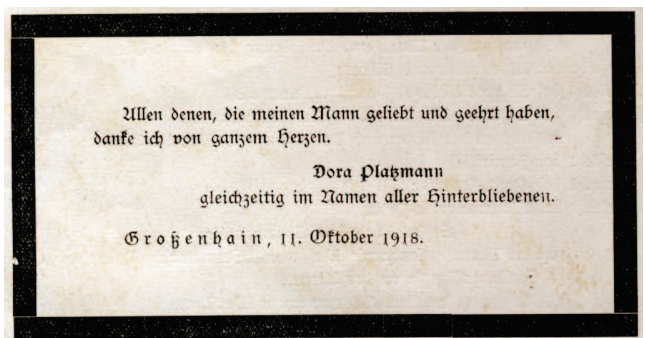 Allen denen, die meinen Mann geliebt und geehrt haben,
danke ich von ganzem Herzen.
Dora Platzmann
gleichzeitig im Namen aller Hinterbliebenen.
Großenhain, 11. Oktober 1918.